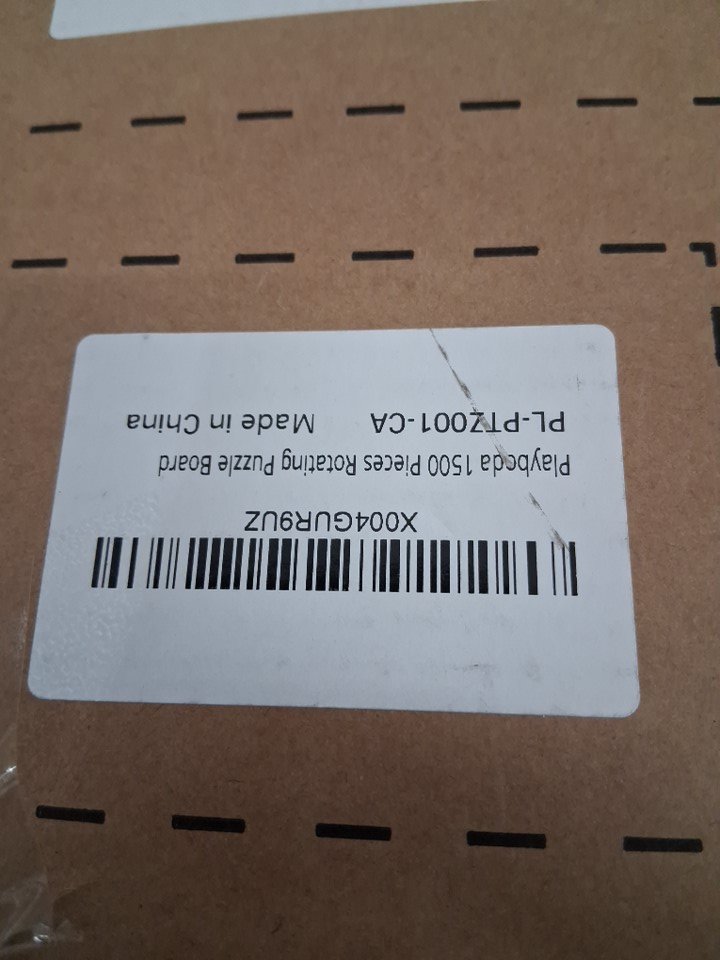 X004GUR9UZ
Playboda 1500 Pieces Rotating Puzzle Board
PL-PTZ001-CA Made in China